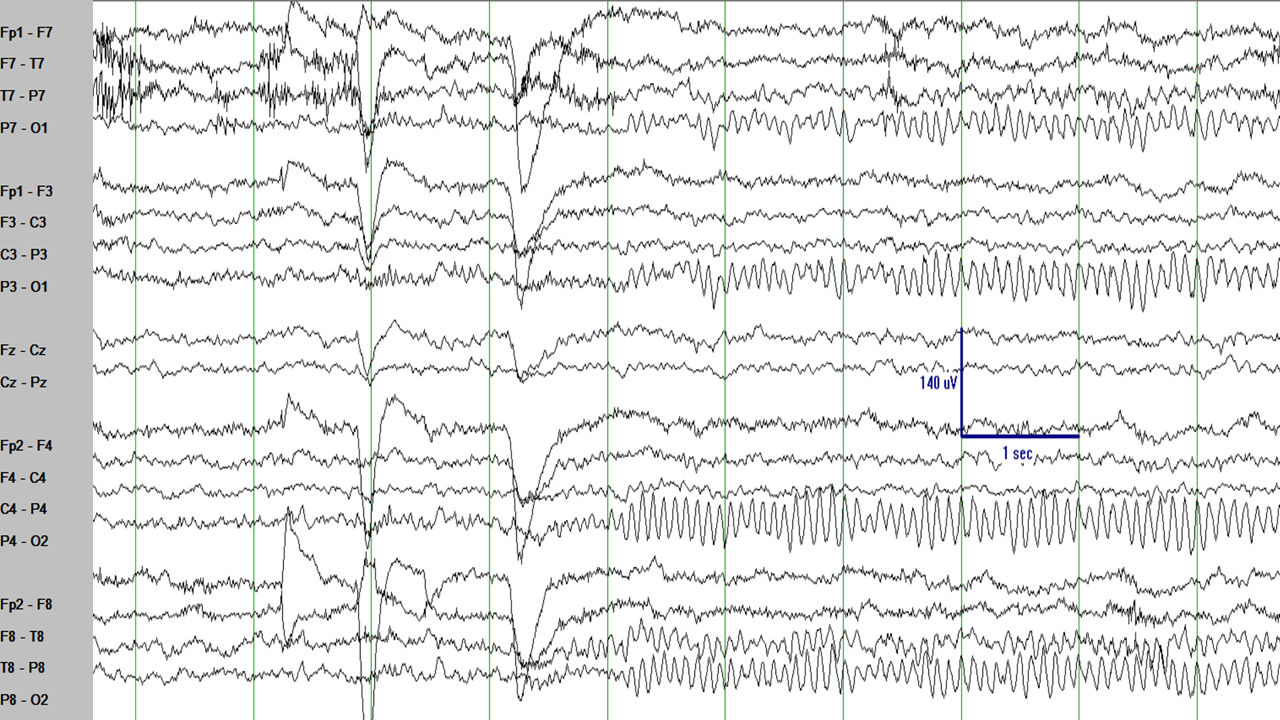 Fp1 - F7
F7 - T7
T7 - P7
P7 - O1
Fp1 - F3
F3 - C3
C3 - P3
P3 - O1
Fz - Cz
Cz - Pz
140 uV
Fp2 - F4
1 sec
F4 - C4
C4 - P4
P4 - O2
Fp2 - F8
F8 - T8
T8 - P8
P8 - O2